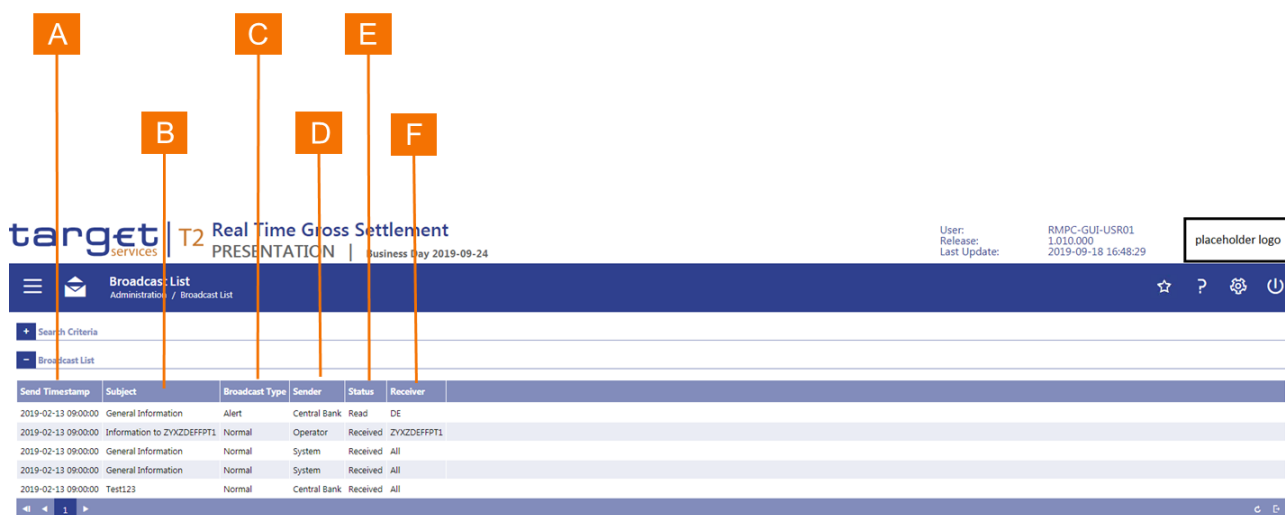 A C E
B D F
target services T2 Real Time Gross Settlement
PRESENTATION | Business Day 2019-09-24
User: RMPC-GUI-USR01
Release: 1.010.000
Last Update: 2019-09-18 16:48:29
placeholder logo
Broadcast List
Administration / Broadcast List
?
+ Search Criteria
− Broadcast List
Send Timestamp Subject Broadcast Type Sender Status Receiver
2019-02-13 09:00:00 General Information Alert Central Bank Read DE
2019-02-13 09:00:00 Information to ZYXZDEFFPT1 Normal Operator Received ZYXZDEFFPT1
2019-02-13 09:00:00 General Information Normal System Received All
2019-02-13 09:00:00 General Information Normal System Received All
2019-02-13 09:00:00 Test123 Normal Central Bank Received All
1